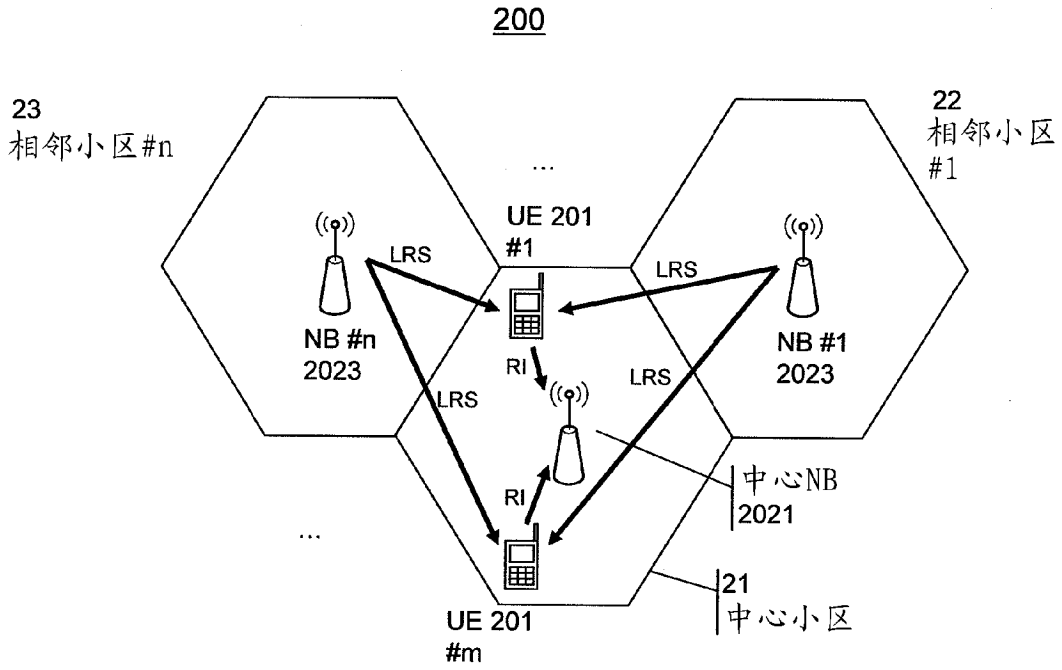 200
23
相邻小区#n
22
相邻小区
#1
...
UE 201
#1
LRS
LRS
NB #n
2023
NB #1
2023
RI
LRS
LRS
RI
中心NB
2021
...
21
中心小区
UE 201
#m